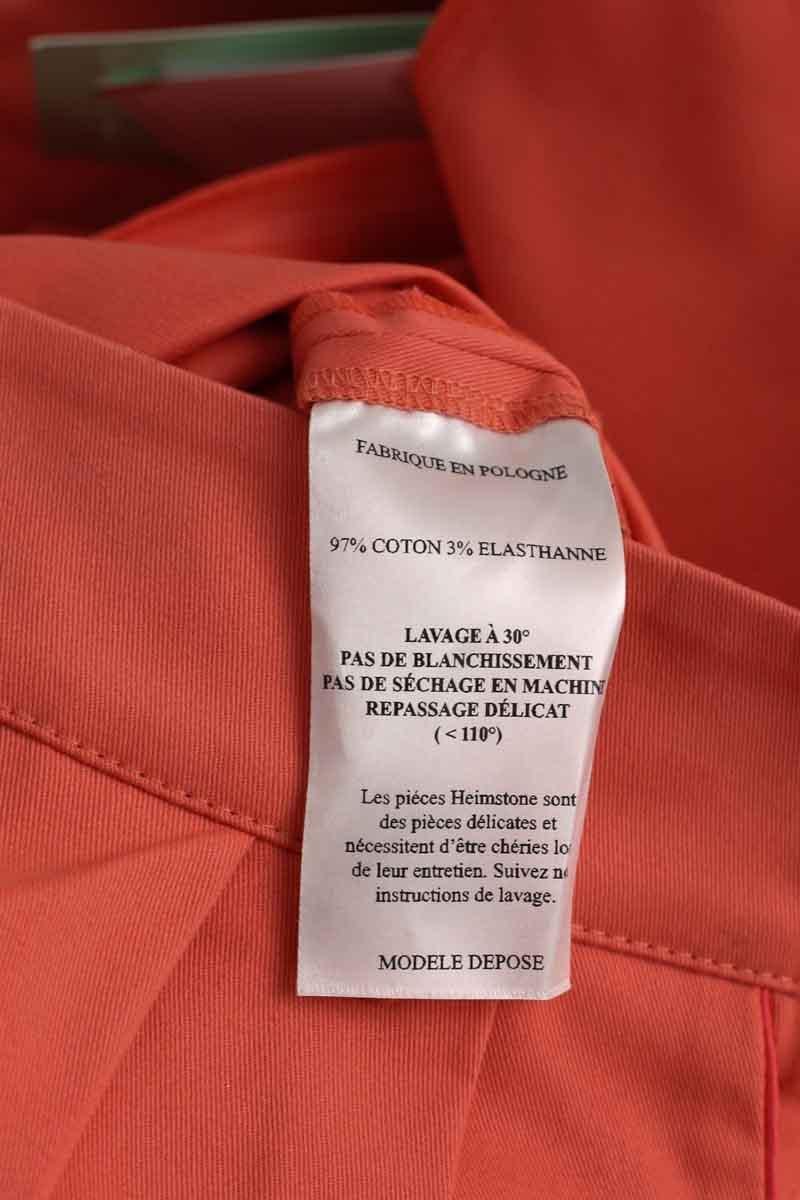 FABRIQUE EN POLOGNE
97% COTON 3% ELASTHANNE
LAVAGE À 30°
PAS DE BLANCHISSEMENT
PAS DE SÉCHAGE EN MACHIN
REPASSAGE DÉLICAT
( < 110°)
Les piéces Heimstone sont
des pièces délicates et
nécessitent d'être chéries
de leur entretien. Suivez
instructions de lavage.
MODELE DEPOSE